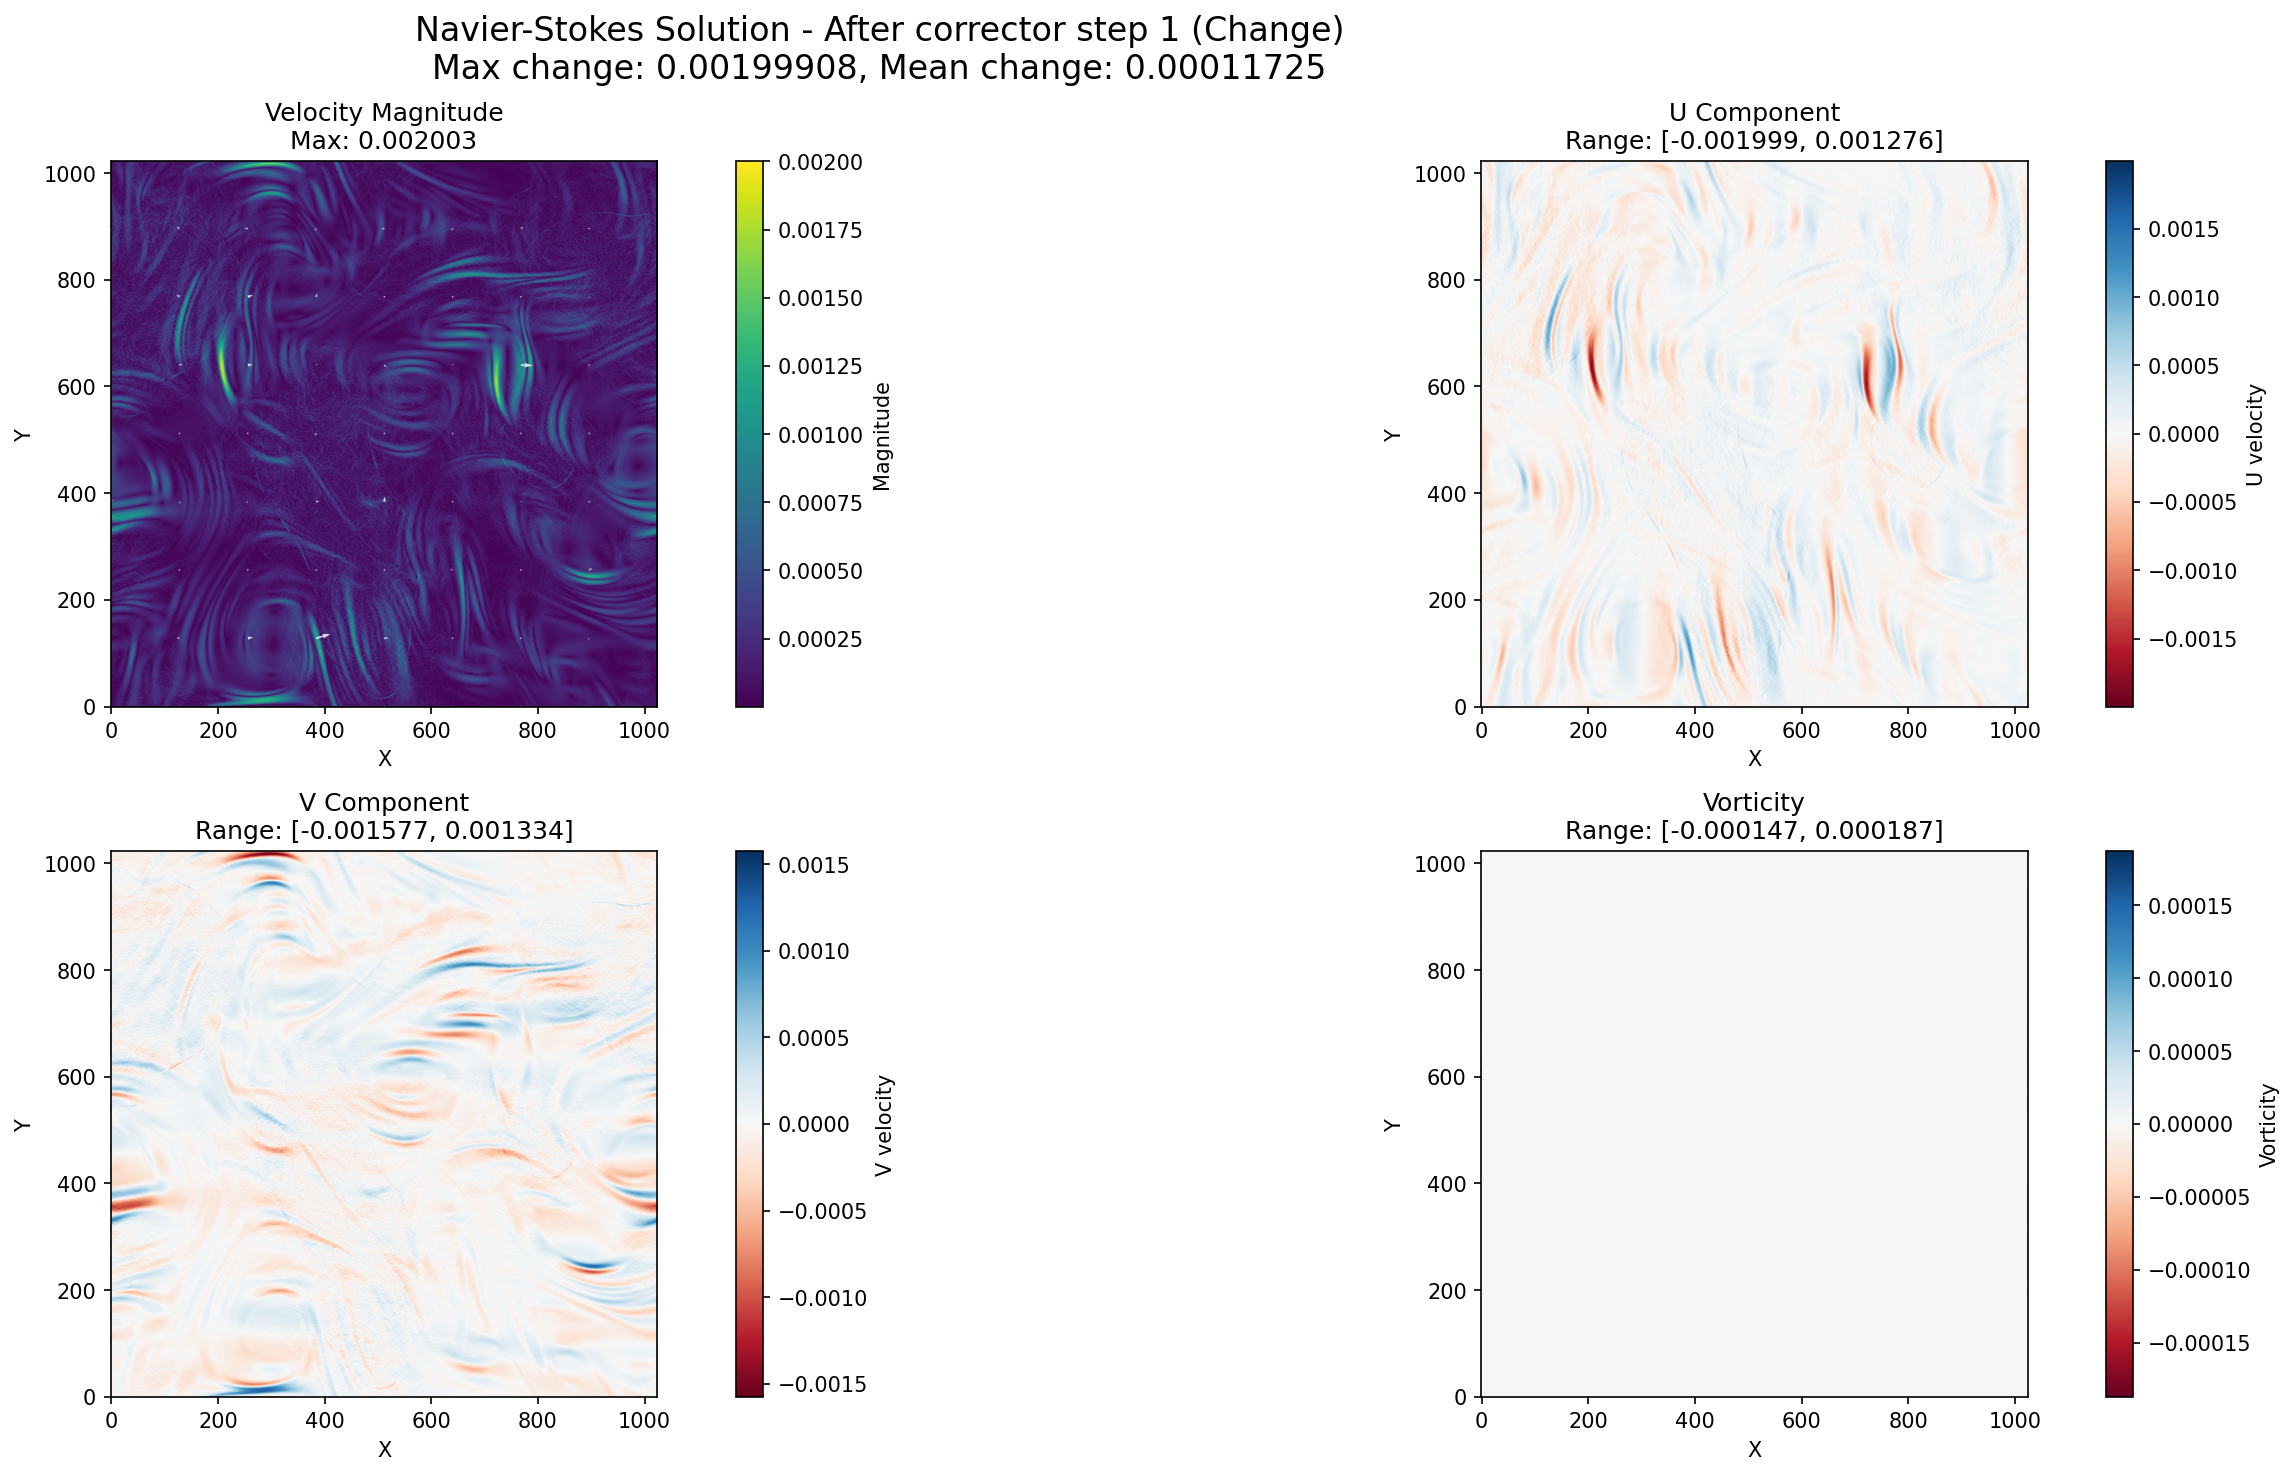 Navier-Stokes Solution - After corrector step 1 (Change)
Max change: 0.00199908, Mean change: 0.00011725
Velocity Magnitude
Max: 0.002003
1000
800
600
400
200
0
Y
0 200 400 600 800 1000
X
0.00200
0.00175
0.00150
0.00125
0.00100
0.00075
0.00050
0.00025
Magnitude
U Component
Range: [-0.001999, 0.001276]
1000
800
600
400
200
0
Y
0 200 400 600 800 1000
X
0.0015
0.0010
0.0005
0.0000
−0.0005
−0.0010
−0.0015
U velocity
V Component
Range: [-0.001577, 0.001334]
1000
800
600
400
200
0
Y
0 200 400 600 800 1000
X
0.0015
0.0010
0.0005
0.0000
−0.0005
−0.0010
−0.0015
V velocity
Vorticity
Range: [-0.000147, 0.000187]
1000
800
600
400
200
0
Y
0 200 400 600 800 1000
X
0.00015
0.00010
0.00005
0.00000
−0.00005
−0.00010
−0.00015
Vorticity